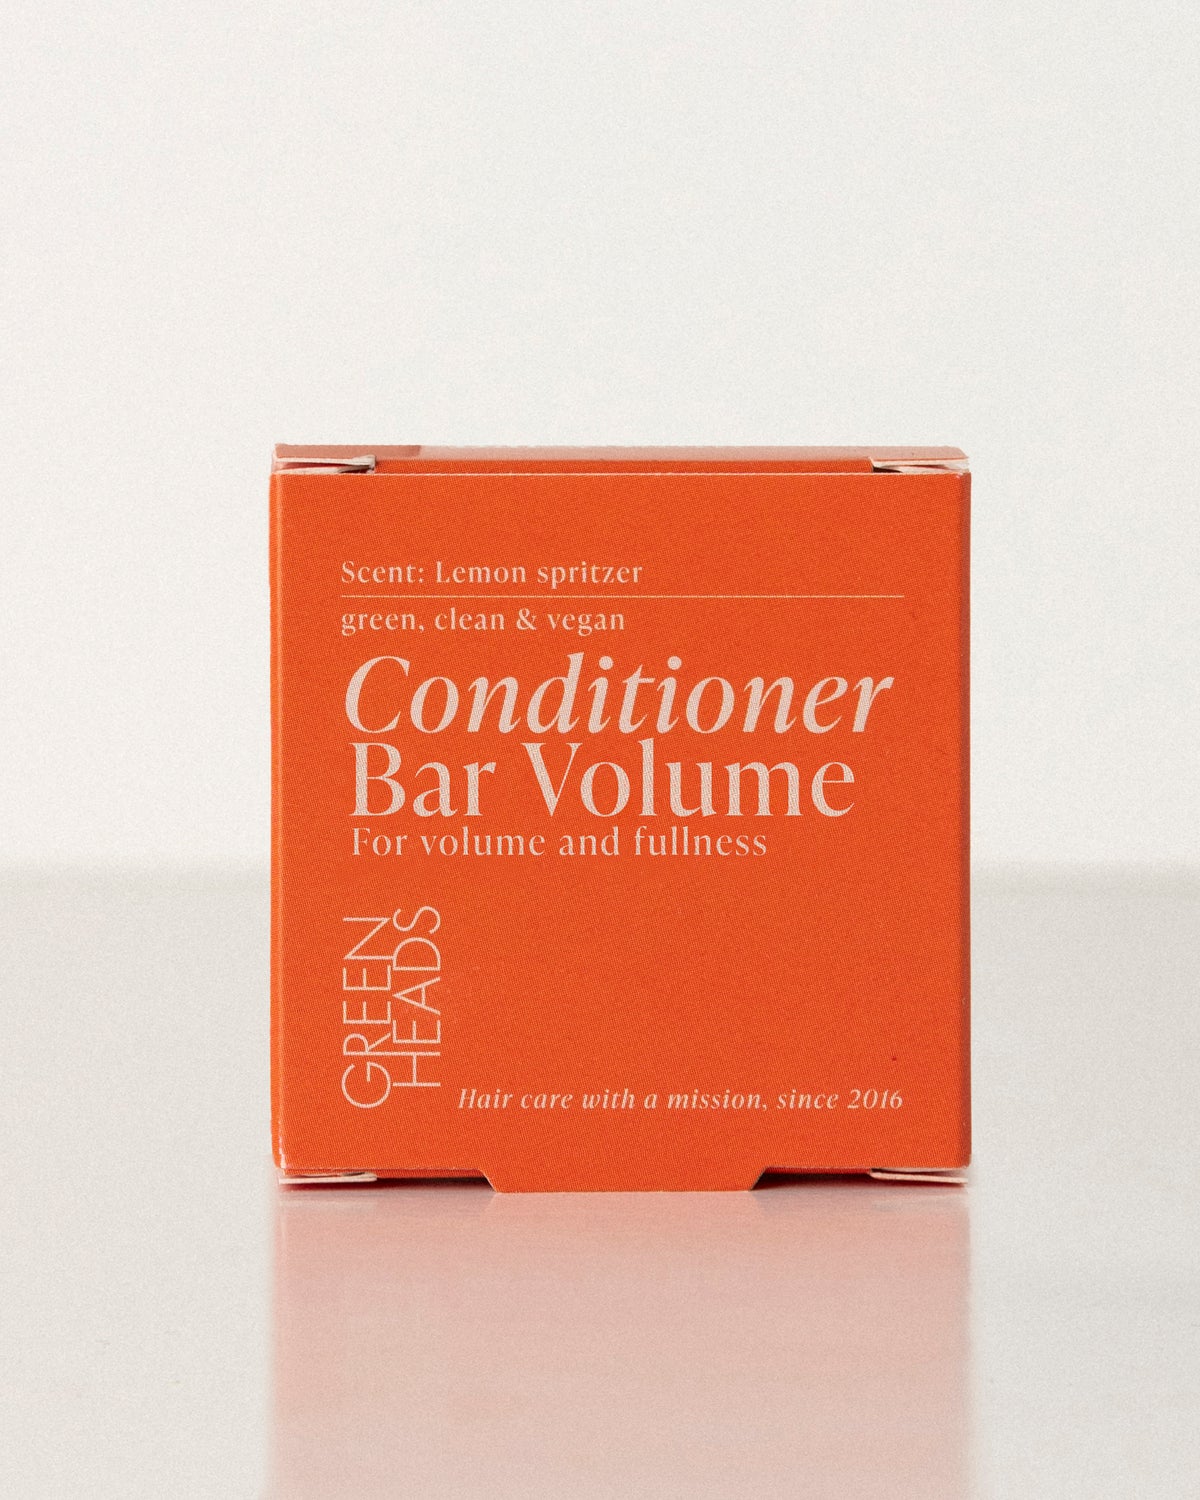 Scent: Lemon spritzer
green, clean & vegan
Conditioner
Bar Volume
For volume and fullness
GREEN
HEADS
Hair care with a mission, since 2016